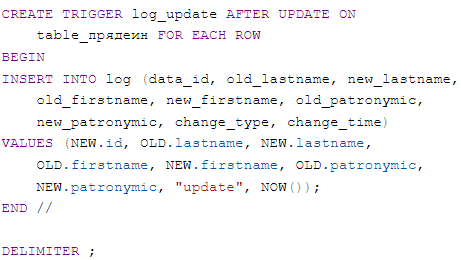 CREATE TRIGGER log_update AFTER UPDATE ON
table_прядеин FOR EACH ROW
BEGIN
INSERT INTO log (data_id, old_lastname, new_lastname,
old_firstname, new_firstname, old_patronymic,
new_patronymic, change_type, change_time)
VALUES (NEW.id, OLD.lastname, NEW.lastname,
OLD.firstname, NEW.firstname, OLD.patronymic,
NEW.patronymic, "update", NOW());
END //
DELIMITER ;